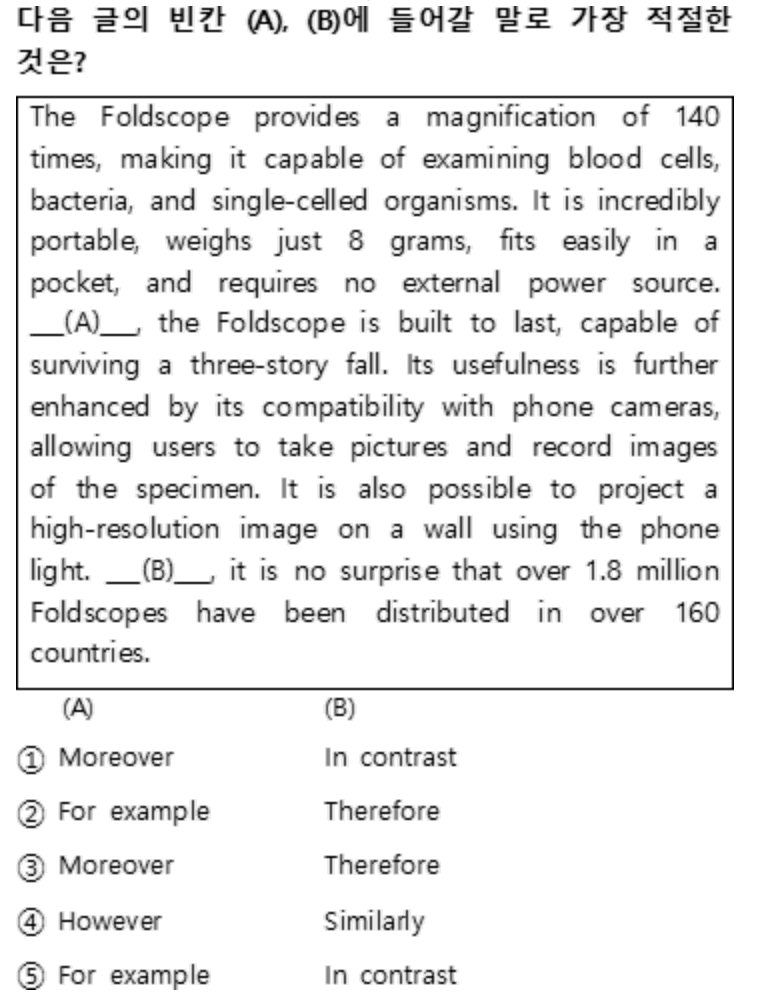 다음 글의 빈칸 (A), (B)에 들어갈 말로 가장 적절한
것은?
The Foldscope provides a magnification of 140
times, making it capable of examining blood cells,
bacteria, and single-celled organisms. It is incredibly
portable, weighs just 8 grams, fits easily in a
pocket, and requires no external power source.
__(A)__, the Foldscope is built to last, capable of
surviving a three-story fall. Its usefulness is further
enhanced by its compatibility with phone cameras,
allowing users to take pictures and record images
of the specimen. It is also possible to project a
high-resolution image on a wall using the phone
light. __(B)__, it is no surprise that over 1.8 million
Foldscopes have been distributed in over 160
countries.
(A) (B)
① Moreover In contrast
② For example Therefore
③ Moreover Therefore
④ However Similarly
⑤ For example In contrast